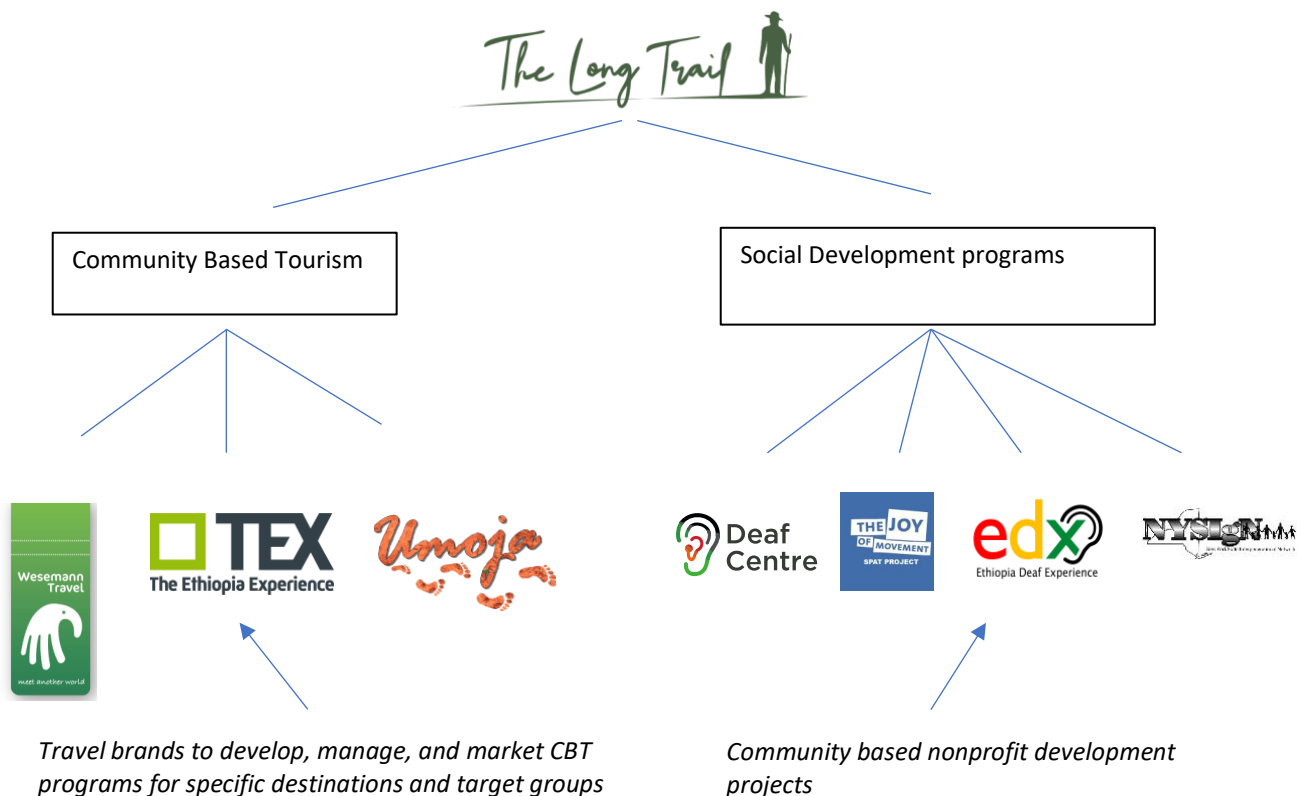 The Long Trail
Community Based Tourism
Social Development programs
Wesemann
Travel
meet another world
TEX
The Ethiopia Experience
Umoja
Deaf
Centre
THE JOY
OF MOVEMENT
SPAT PROJECT
edx
Ethiopia Deaf Experience
NYSIgN
Travel brands to develop, manage, and market CBT
programs for specific destinations and target groups
Community based nonprofit development
projects